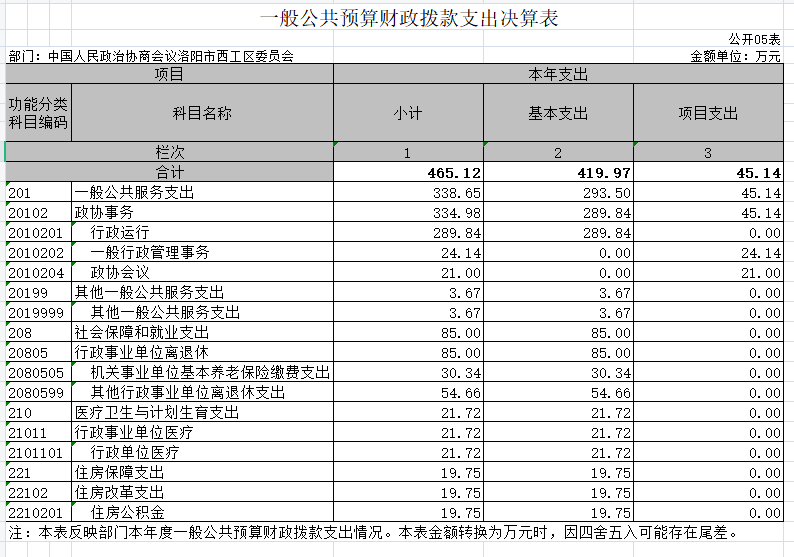 一般公共预算财政拨款支出决算表
公开05表
部门：中国人民政治协商会议洛阳市西工区委员会 金额单位：万元
项目 本年支出
功能分类科目编码 科目名称 小计 基本支出 项目支出
栏次 1 2 3
合计 465.12 419.97 45.14
201 一般公共服务支出 338.65 293.50 45.14
20102 政协事务 334.98 289.84 45.14
2010201 行政运行 289.84 289.84 0.00
2010202 一般行政管理事务 24.14 0.00 24.14
2010204 政协会议 21.00 0.00 21.00
20199 其他一般公共服务支出 3.67 3.67 0.00
2019999 其他一般公共服务支出 3.67 3.67 0.00
208 社会保障和就业支出 85.00 85.00 0.00
20805 行政事业单位离退休 85.00 85.00 0.00
2080505 机关事业单位基本养老保险缴费支出 30.34 30.34 0.00
2080599 其他行政事业单位离退休支出 54.66 54.66 0.00
210 医疗卫生与计划生育支出 21.72 21.72 0.00
21011 行政事业单位医疗 21.72 21.72 0.00
2101101 行政单位医疗 21.72 21.72 0.00
221 住房保障支出 19.75 19.75 0.00
22102 住房改革支出 19.75 19.75 0.00
2210201 住房公积金 19.75 19.75 0.00
注：本表反映部门本年度一般公共预算财政拨款支出情况。本表金额转换为万元时，因四舍五入可能存在尾差。